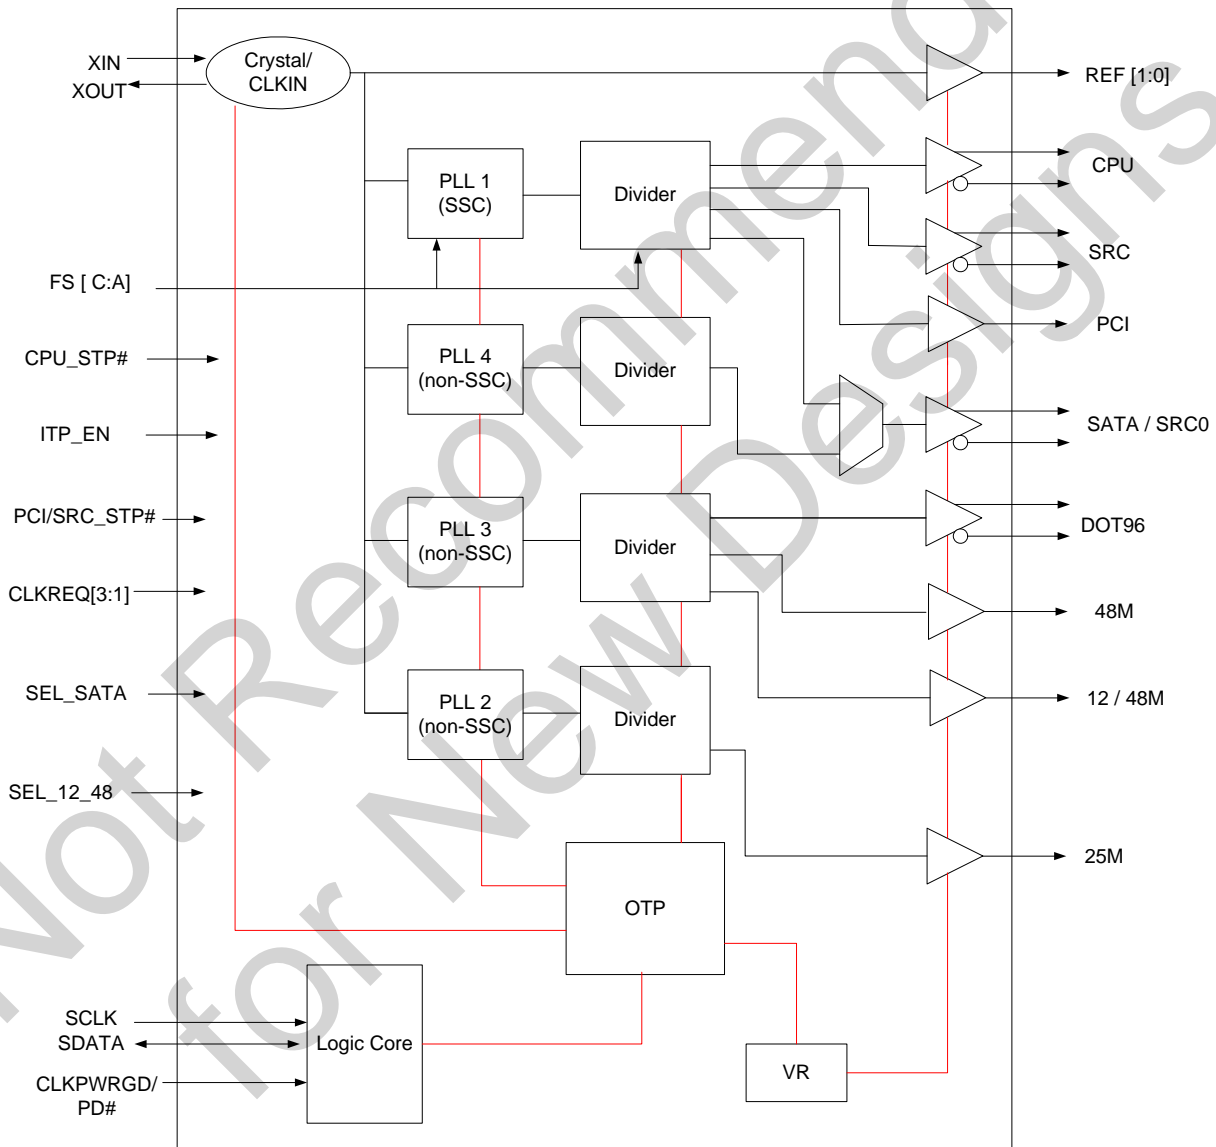 XIN
XOUT
Crystal/
CLKIN
REF [1:0]
PLL 1
(SSC)
Divider
CPU
SRC
FS [ C:A]
PCI
CPU_STP#
PLL 4
(non-SSC)
Divider
ITP_EN
SATA / SRC0
PCI/SRC_STP#
PLL 3
(non-SSC)
Divider
DOT96
CLKREQ[3:1]
48M
SEL_SATA
PLL 2
(non-SSC)
Divider
12 / 48M
SEL_12_48
25M
OTP
SCLK
SDATA
CLKPWRGD/
PD#
Logic Core
VR
Not Recommend
for New Designs